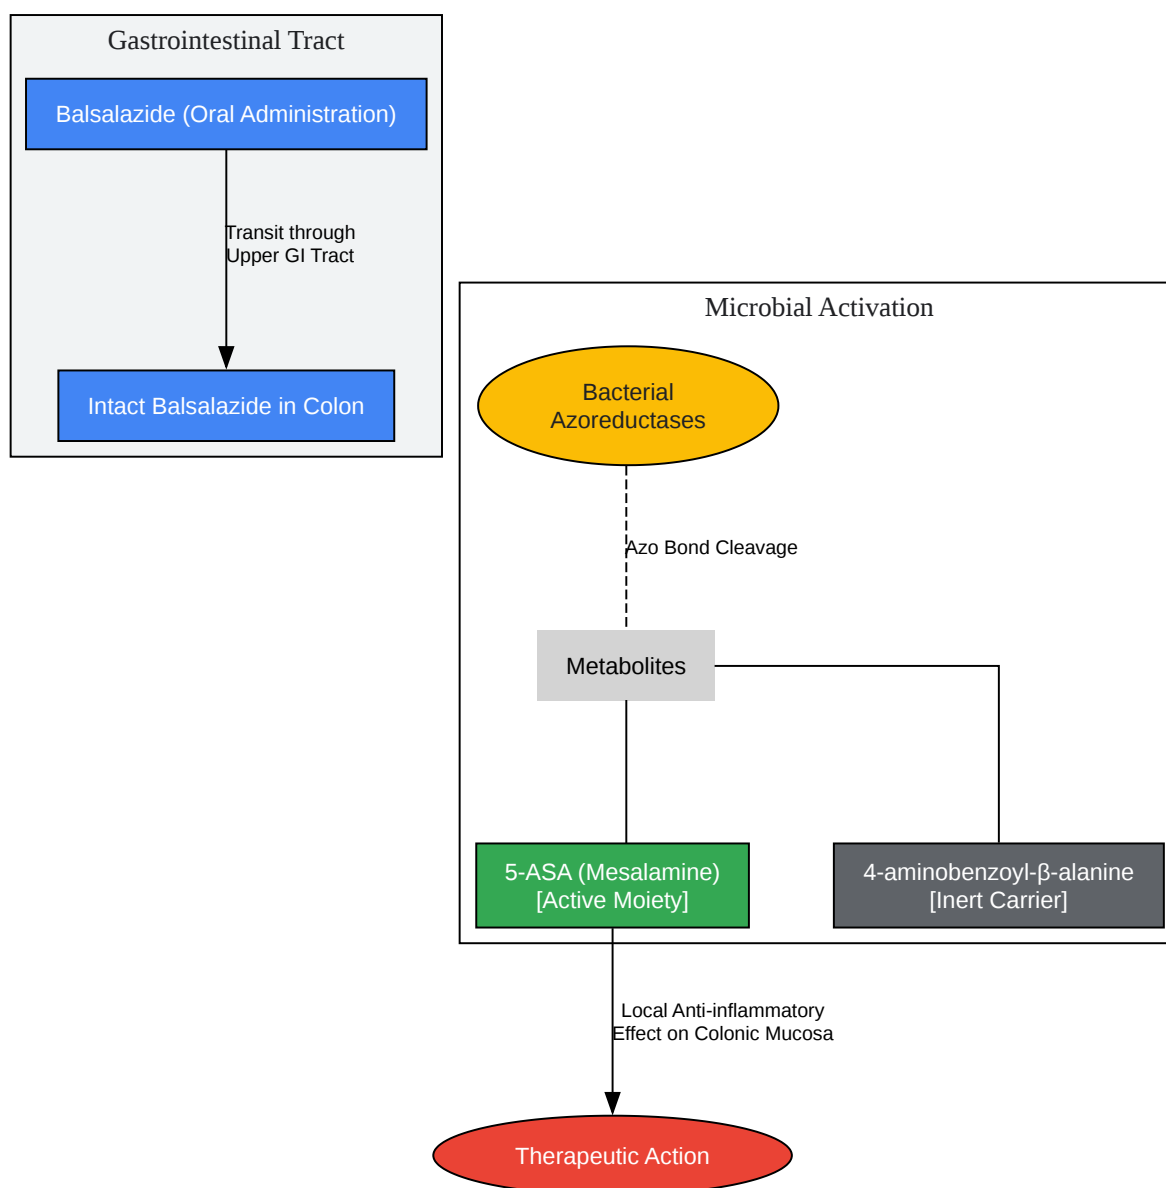 Gastrointestinal Tract
Balsalazide (Oral Administration)
Transit through
Upper GI Tract
Intact Balsalazide in Colon
Microbial Activation
Bacterial
Azoreductases
Azo Bond Cleavage
Metabolites
5-ASA (Mesalamine)
[Active Moiety]
4-aminobenzoyl-β-alanine
[Inert Carrier]
Local Anti-inflammatory
Effect on Colonic Mucosa
Therapeutic Action